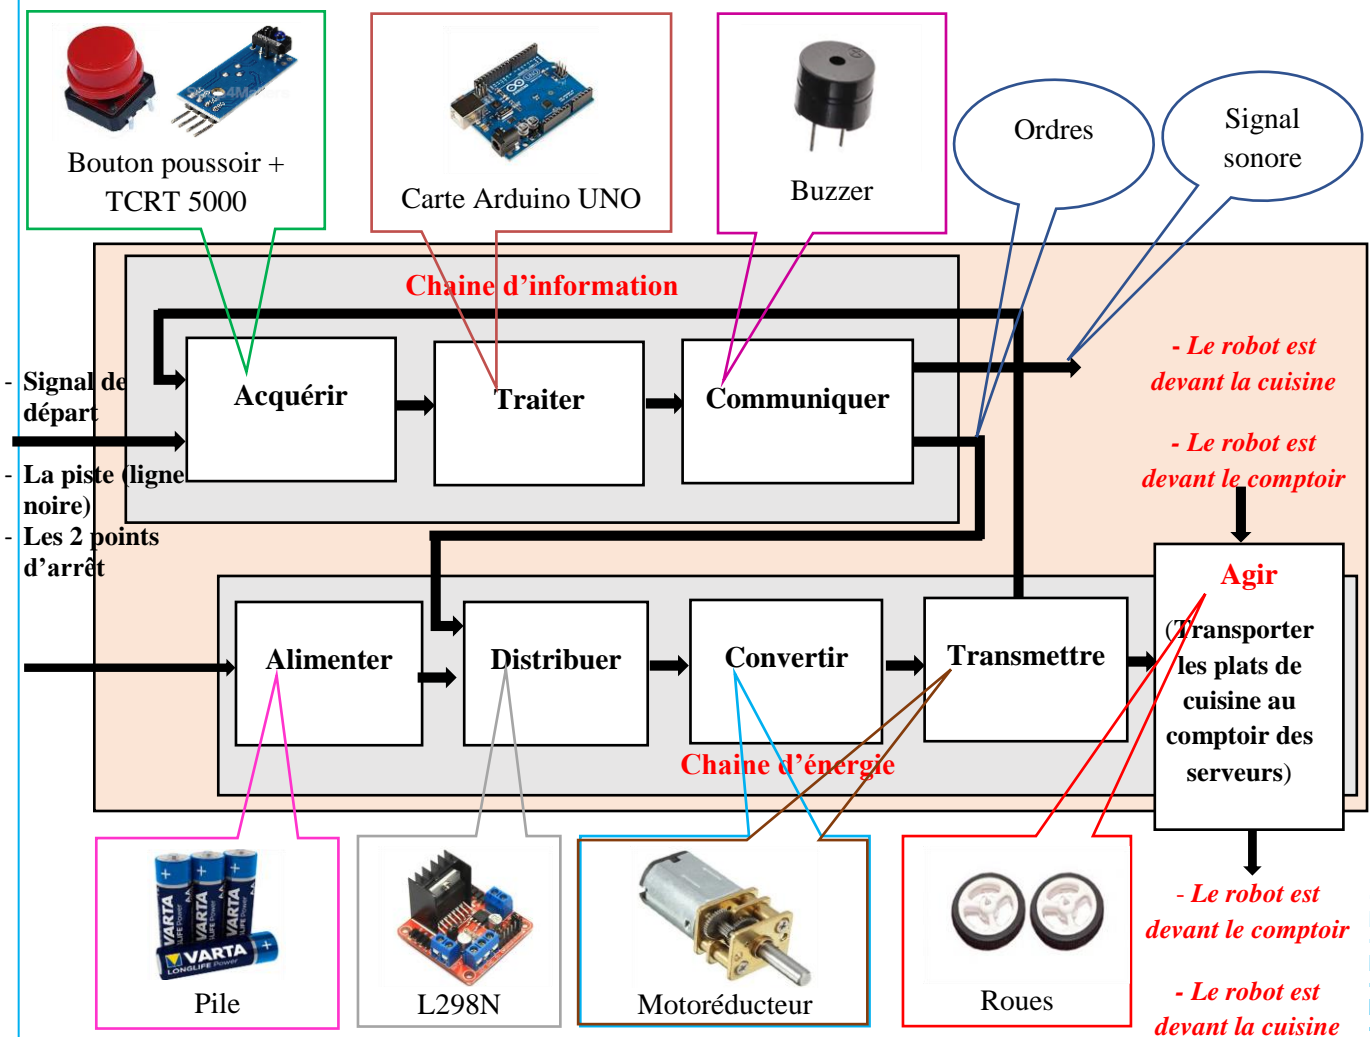 Bouton poussoir +
TCRT 5000
Carte Arduino UNO
Buzzer
Ordres
Signal
sonore
Chaine d’information
Acquérir
Traiter
Communiquer
- Signal de
départ
- La piste (ligne
noire)
- Les 2 points
d’arrêt
- Le robot est
devant la cuisine
- Le robot est
devant le comptoir
Alimenter
Distribuer
Convertir
Transmettre
Agir
(Transporter
les plats de
cuisine au
comptoir des
serveurs)
Chaine d’énergie
VARTA
LONGLIFE Power
Pile
L298N
Motoréducteur
Roues
- Le robot est
devant le comptoir
- Le robot est
devant la cuisine